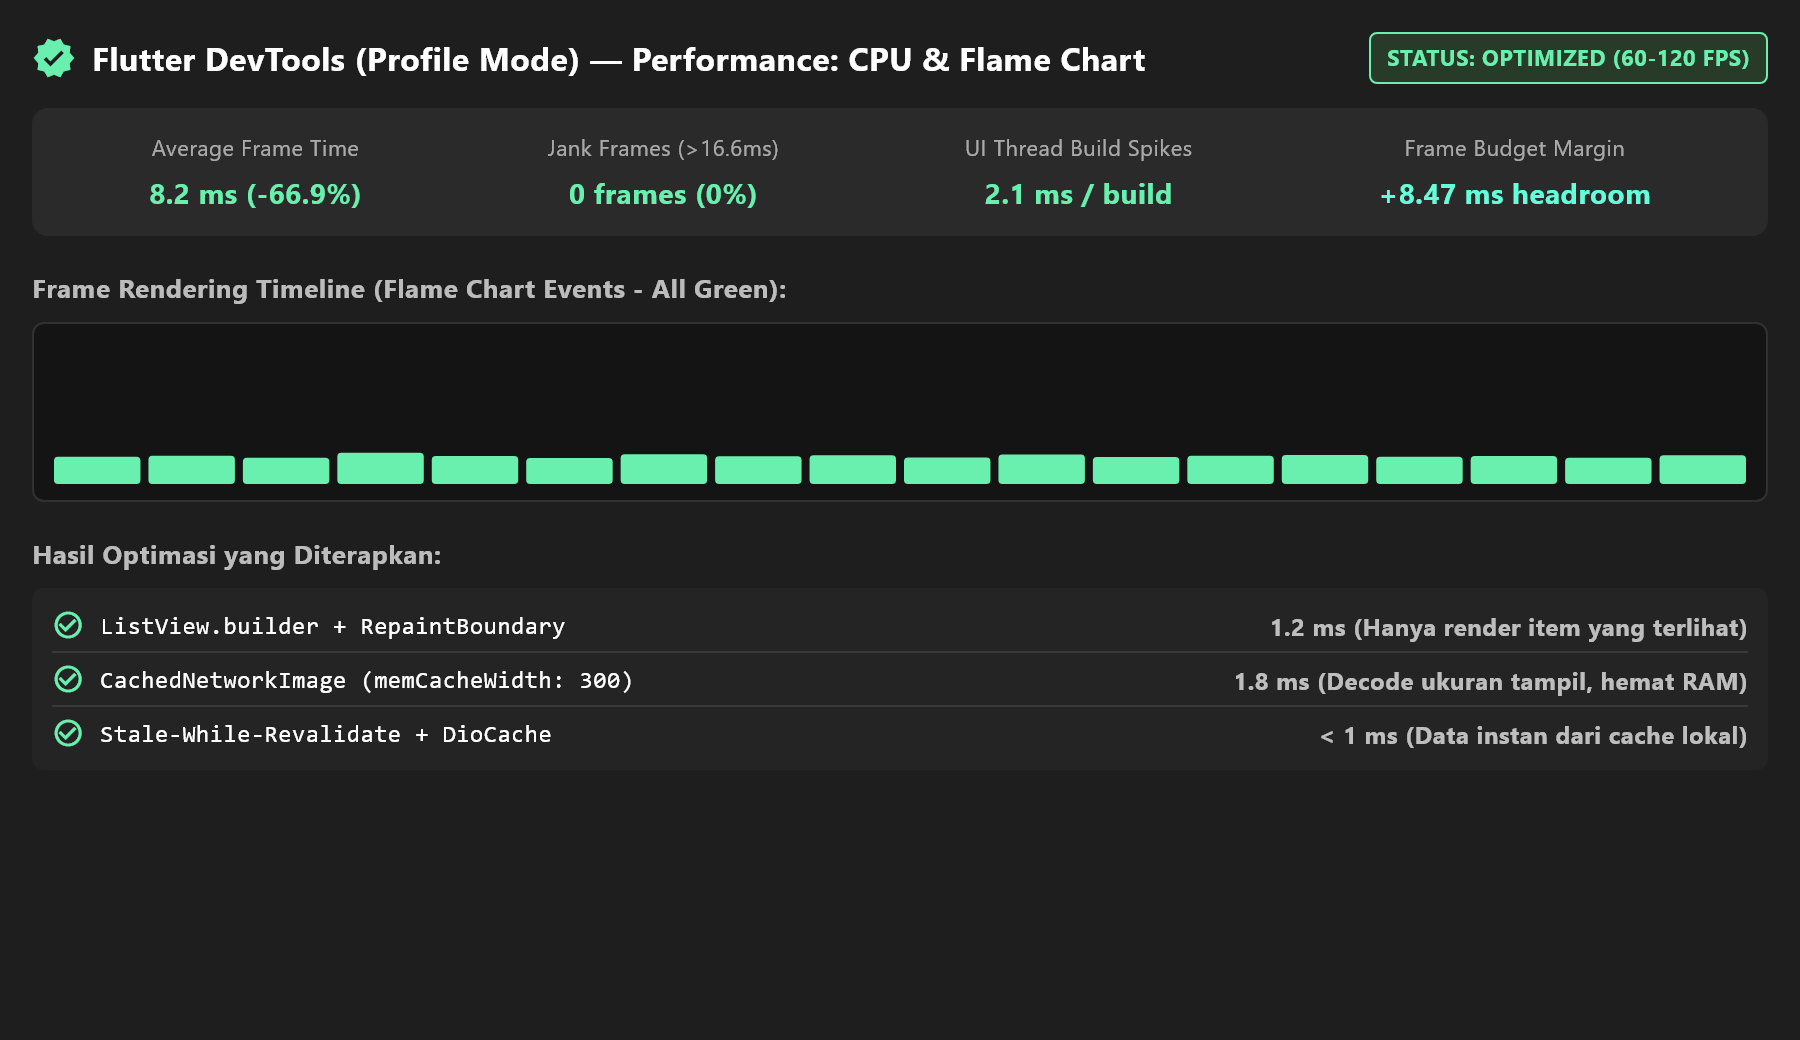 Flutter DevTools (Profile Mode) — Performance: CPU & Flame Chart
STATUS: OPTIMIZED (60-120 FPS)
Average Frame Time
8.2 ms (-66.9%)
Jank Frames (>16.6ms)
0 frames (0%)
UI Thread Build Spikes
2.1 ms / build
Frame Budget Margin
+8.47 ms headroom
Frame Rendering Timeline (Flame Chart Events - All Green):
Hasil Optimasi yang Diterapkan:
ListView.builder + RepaintBoundary
1.2 ms (Hanya render item yang terlihat)
CachedNetworkImage (memCacheWidth: 300)
1.8 ms (Decode ukuran tampil, hemat RAM)
Stale-While-Revalidate + DioCache
< 1 ms (Data instan dari cache lokal)